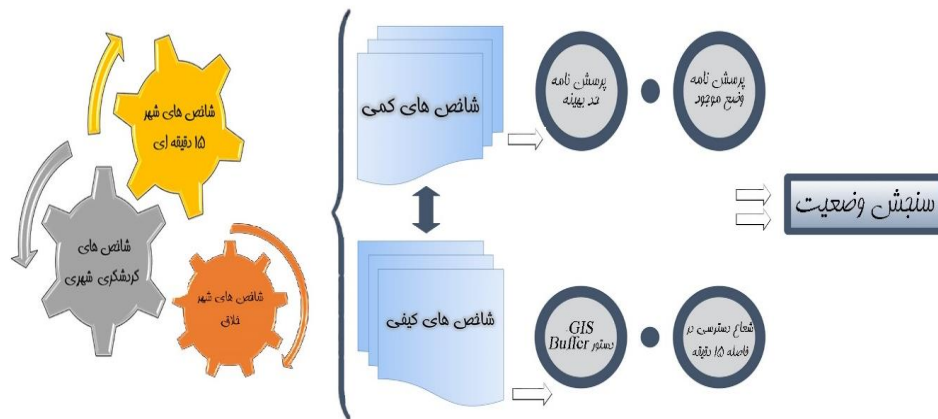 شاخص های شهر
۱۵ دقیقه ای
شاخص های
گردشگری شهری
شاخص های شهر
خلاق
شاخص های کمی
پرسش نامه
حد بهینه
پرسش نامه
وضع موجود
سنجش وضعیت
شاخص های کیفی
GIS
دستور Buffer
شعاع دسترسی در
فاصله ۱۵ دقیقه